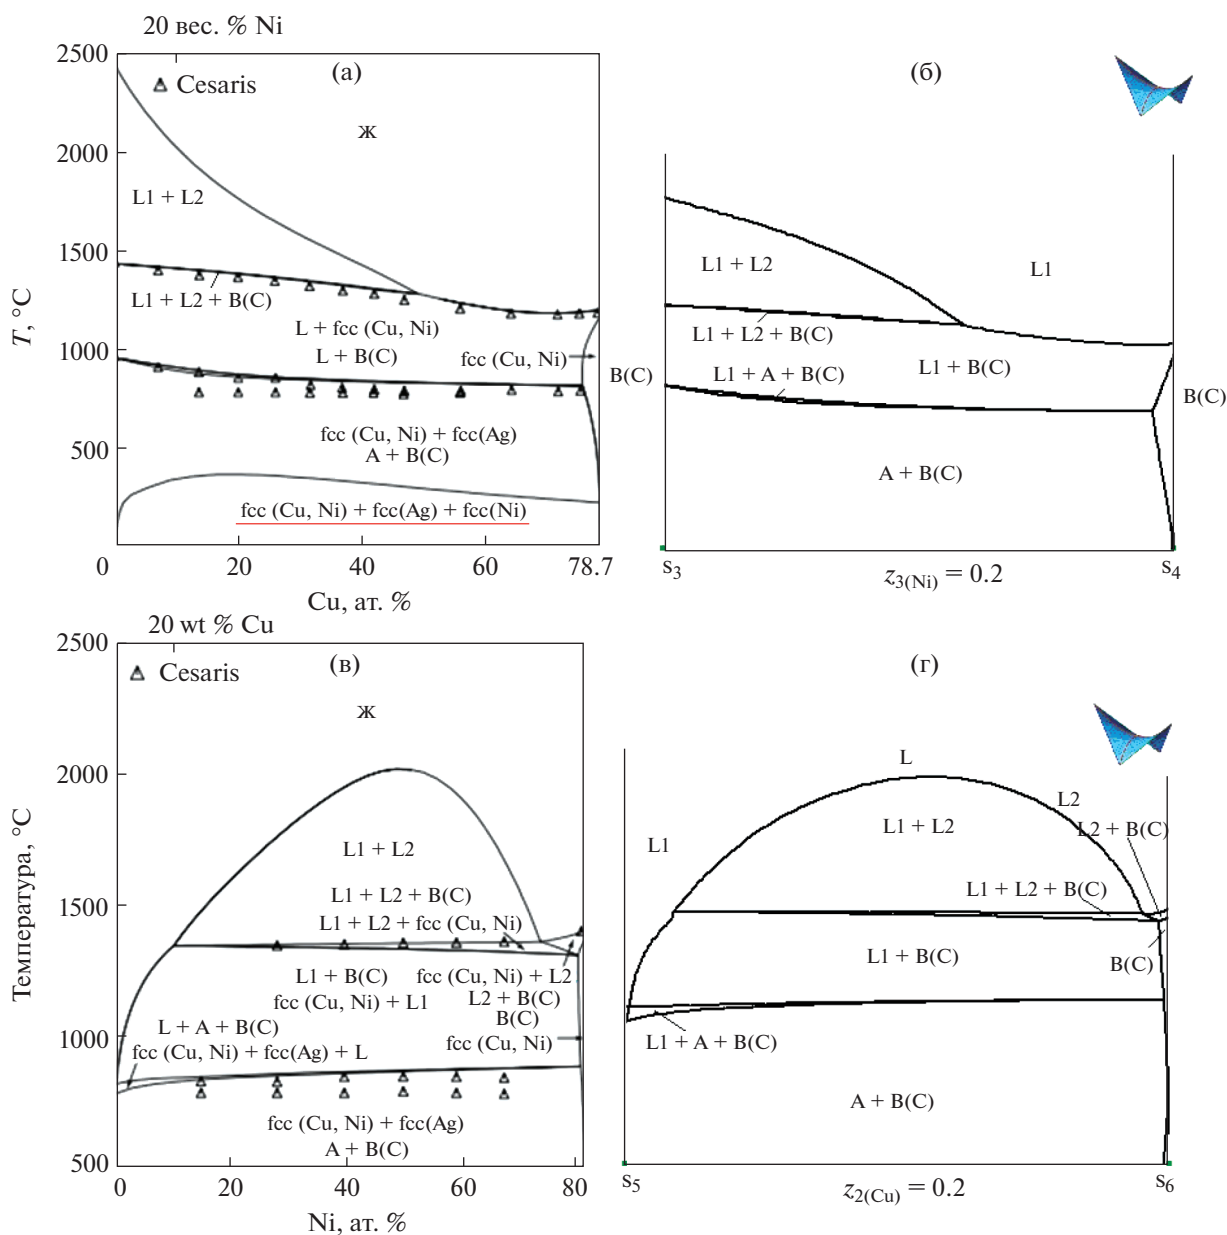 20 вес. % Ni
(а)
Cesaris
Ж
L1 + L2
L1 + L2 + B(C)
L + fcc (Cu, Ni)
L + B(C)
fcc (Cu, Ni)
fcc (Cu, Ni) + fcc(Ag)
A + B(C)
fcc (Cu, Ni) + fcc(Ag) + fcc(Ni)
2500
2000
1500
1000
500
0
20
40
60
78.7
T, °C
Cu, ат. %
(б)
L1 + L2
L1
L1 + L2 + B(C)
L1 + A + B(C)
L1 + B(C)
B(C)
B(C)
A + B(C)
s3
z3(Ni) = 0.2
s4
20 wt % Cu
(в)
Cesaris
Ж
L1 + L2
L1 + L2 + B(C)
L1 + L2 + fcc (Cu, Ni)
L1 + B(C)
fcc (Cu, Ni) + L2
fcc (Cu, Ni) + L1
L2 + B(C)
B(C)
L + A + B(C)
fcc (Cu, Ni)
fcc (Cu, Ni) + fcc(Ag) + L
fcc (Cu, Ni) + fcc(Ag)
A + B(C)
2500
2000
1500
1000
500
0
20
40
60
80
Температура, °C
Ni, ат. %
(г)
L
L2
L1 + L2
L2 + B(C)
L1
L1 + L2 + B(C)
L1 + B(C)
B(C)
L1 + A + B(C)
A + B(C)
s5
z2(Cu) = 0.2
s6